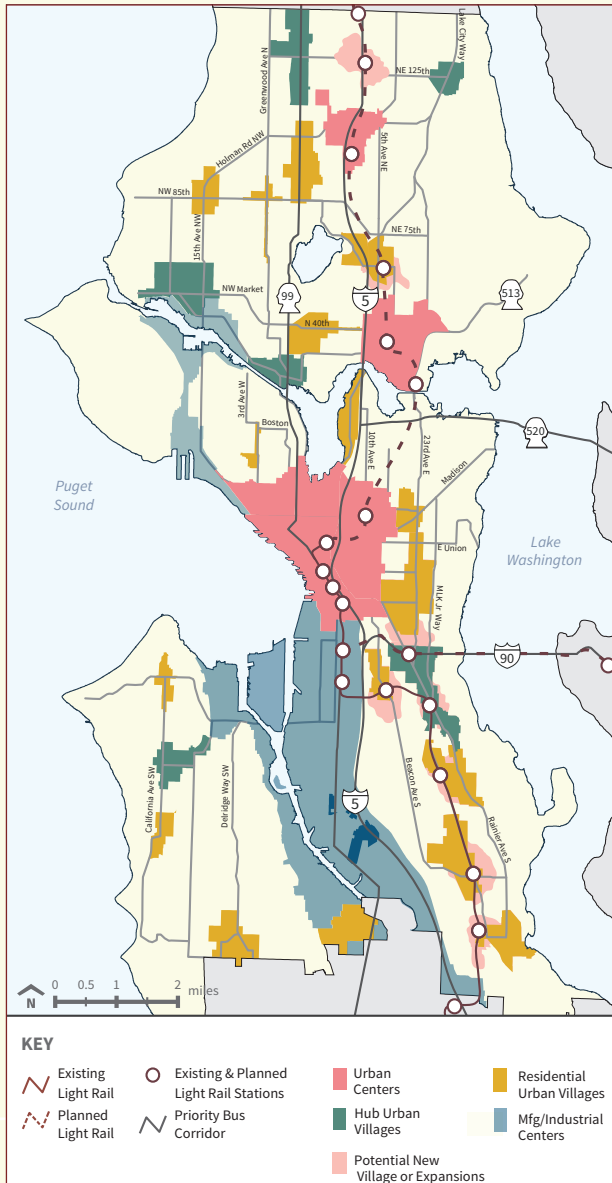 Lake City Way
Greenwood Ave N
NE 125th
Holman Rd NW
5th Ave NE
NW 85th
15th Ave NW
NE 75th
NW Market
99
5
513
N 40th
3rd Ave W
Boston
10th Ave E
23rd Ave E
520
Madison
Puget
Sound
E Union
Lake
Washington
MLK Jr. Way
90
California Ave SW
Delridge Way SW
5
Beacon Ave S
Rainier Ave S
0 0.5 1 2 miles
N
KEY
Existing
Light Rail
Planned
Light Rail
Existing & Planned
Light Rail Stations
Priority Bus
Corridor
Urban
Centers
Hub Urban
Villages
Potential New
Village or Expansions
Residential
Urban Villages
Mfg/Industrial
Centers